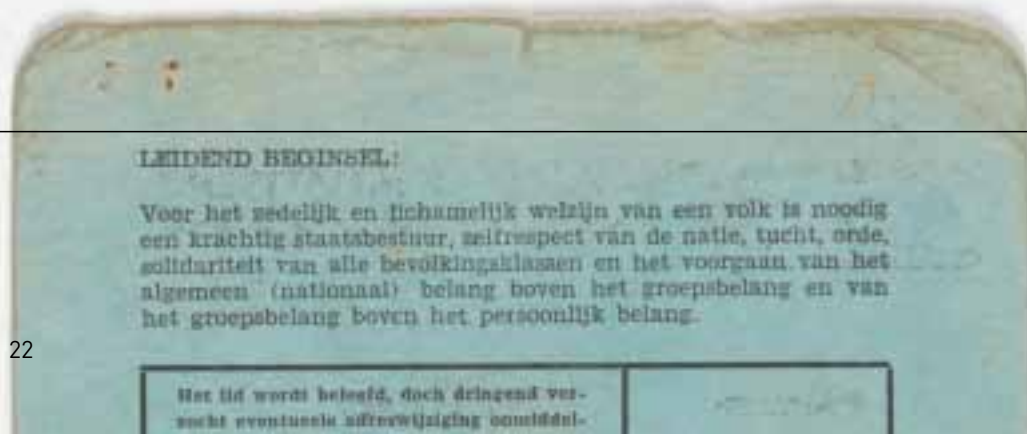 LEIDEND BEGINSEL:
Voor het zedelijk en lichamelijk welzijn van een volk is noodig
een krachtig staatsbestuur, zelfrespect van de natie, tucht, orde,
solidariteit van alle bevolkingsklassen en het voorgaan van het
algemeen (nationaal) belang boven het groepsbelang en van
het groepsbelang boven het persoonlijk belang.
22
Het lid wordt beleefd, doch dringend ver-
zocht eventueele adreswijziging onmiddel-